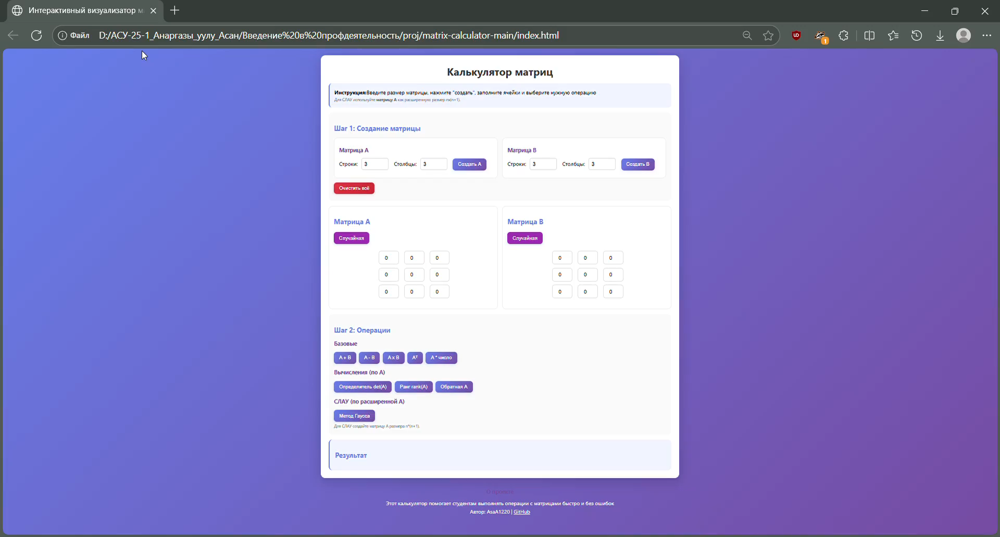 Интерактивный визуализатор м
Файл D:/АСУ-25-1_Анаргазы_уулу_Асан/Введение%20в%20профдеятельность/proj/matrix-calculator-main/index.html
1
Калькулятор матриц
Инструкция:Введите размер матрицы, нажмите "создать", заполните ячейки и выберите нужную операцию
Для СЛАУ используйте матрицу A как расширенную: размер nx(n+1).
Шаг 1: Создание матрицы
Матрица A
Строки: 3 Столбцы: 3 Создать A
Матрица B
Строки: 3 Столбцы: 3 Создать B
Очистить всё
Матрица A
Случайная
0 0 0
0 0 0
0 0 0
Матрица B
Случайная
0 0 0
0 0 0
0 0 0
Шаг 2: Операции
Базовые
A + B A - B A x B Aᵀ A * число
Вычисления (по A)
Определитель det(A) Ранг rank(A) Обратная A
СЛАУ (по расширенной A)
Метод Гаусса
Для СЛАУ создайте матрицу A размера n*(n+1).
Результат
О проекте
Этот калькулятор помогает студентам выполнять операции с матрицами быстро и без ошибок
Автор: AsaA1220 | GitHub